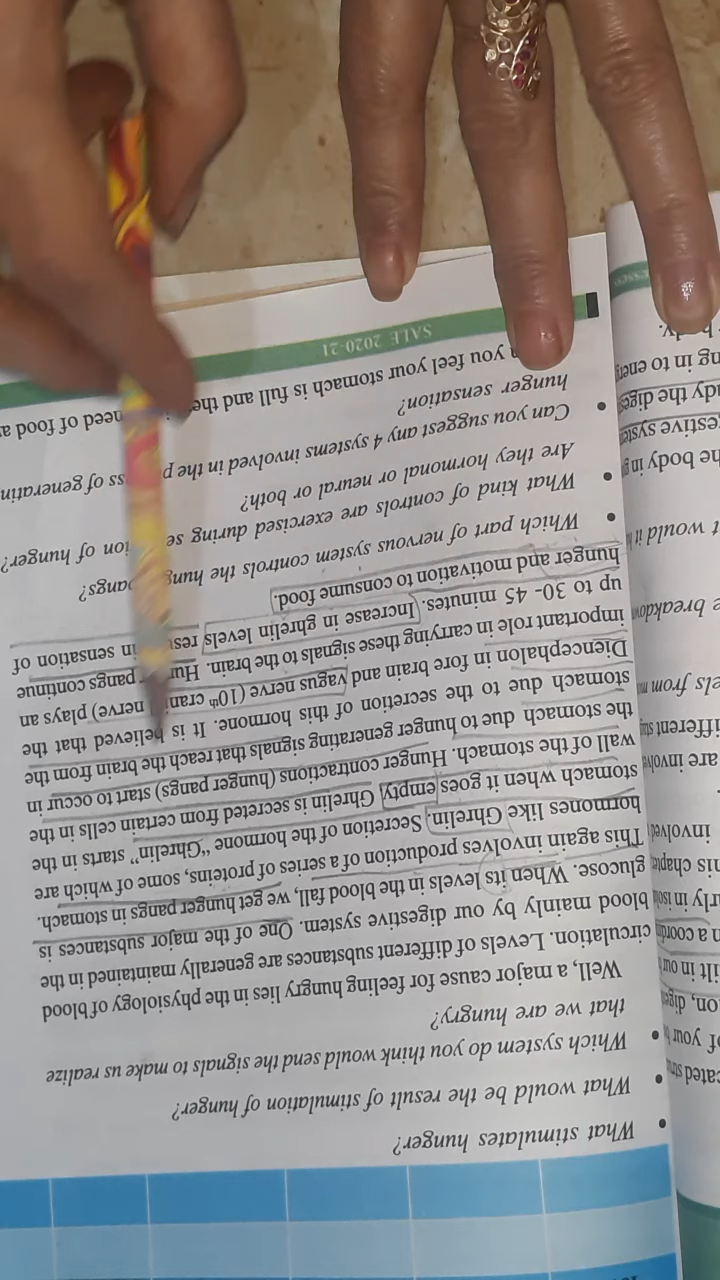 • What stimulates hunger?
• What would be the result of stimulation of hunger?
• Which system do you think would send the signals to make us realize
that we are hungry?
Well, a major cause for feeling hungry lies in the physiology of blood
circulation. Levels of different substances are generally maintained in the
blood mainly by our digestive system. One of the major substances is
glucose. When its levels in the blood fall, we get hunger pangs in stomach.
This again involves production of a series of proteins, some of which are
hormones like Ghrelin. Secretion of the hormone “Ghrelin” starts in the
stomach when it goes empty. Ghrelin is secreted from certain cells in the
wall of the stomach. Hunger contractions (hunger pangs) start to occur in
the stomach due to hunger generating signals that reach the brain from the
stomach due to the secretion of this hormone. It is believed that the
Diencephalon in fore brain and vagus nerve (10th nerve) plays an
important role in carrying these signals to the brain. pangs continue
up to 30- 45 minutes. Increase in ghrelin levels in sensation of
hunger and motivation to consume food.
• Which part of nervous system controls the pangs?
• What kind of controls are exercised during of hunger?
Are they hormonal or neural or both?
• Can you suggest any 4 systems involved in the of
hunger sensation?
you feel your stomach is full and need of food
SALE 2020-21